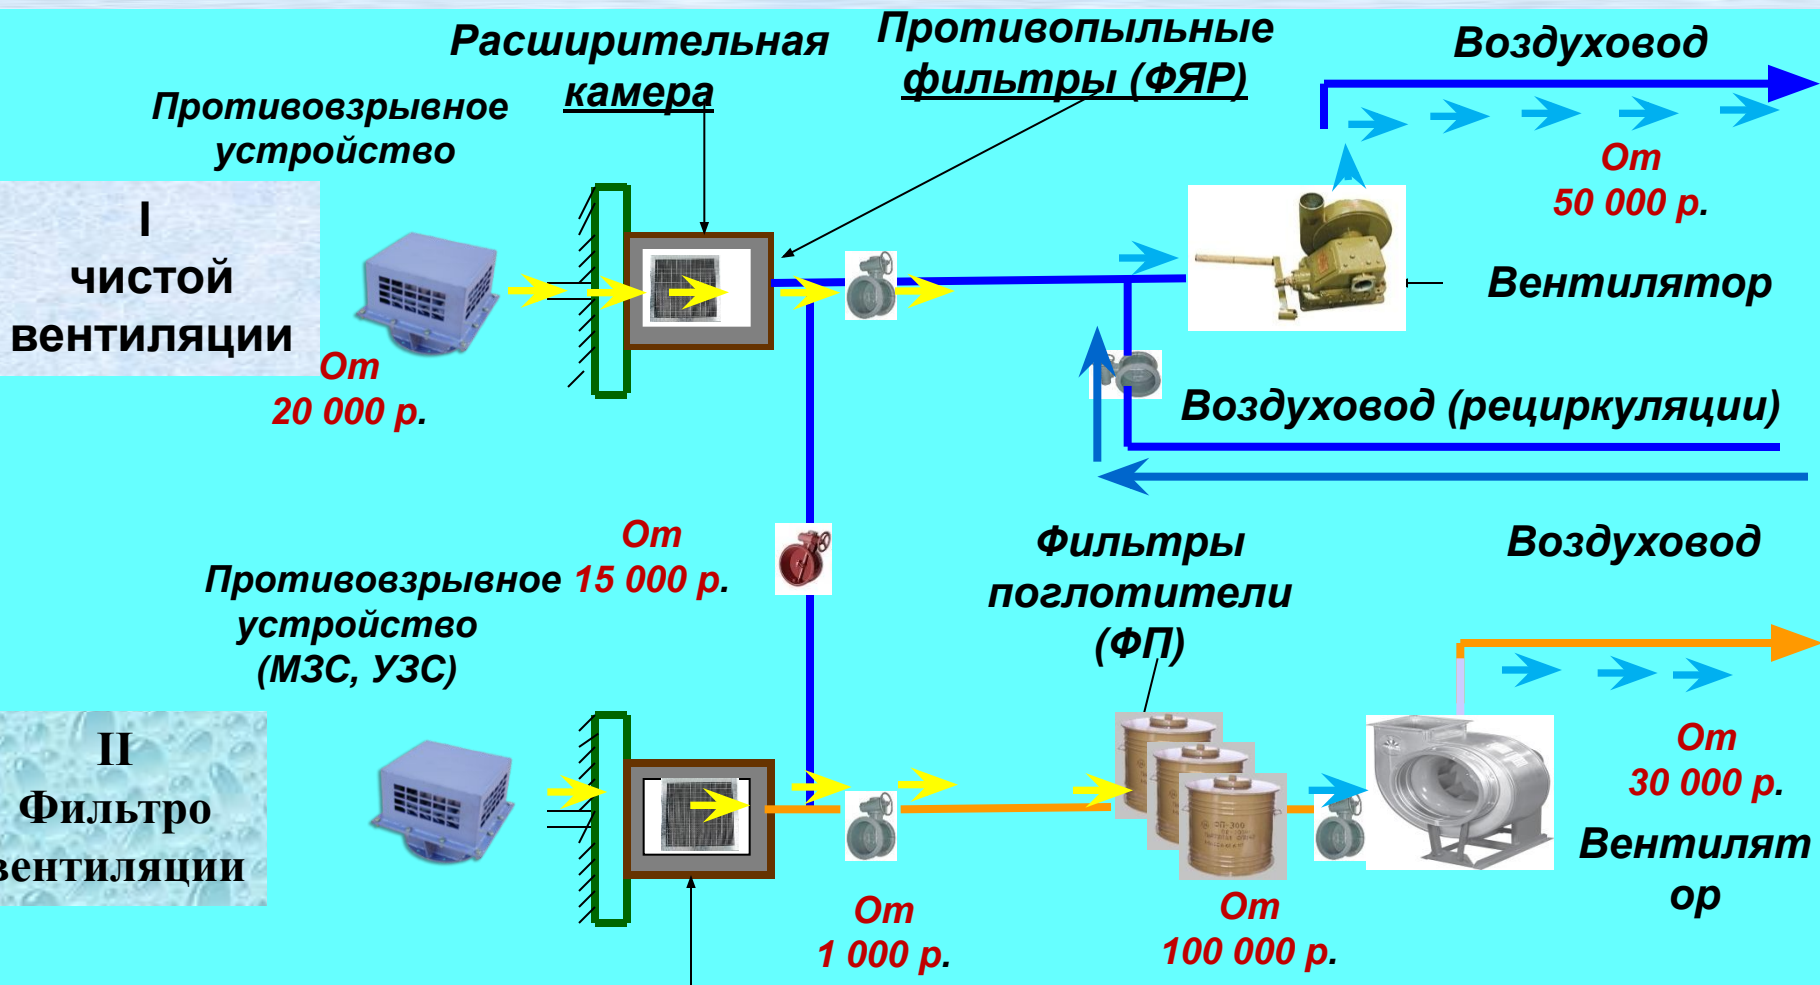 Расширительная
камера
Противопыльные
фильтры (ФЯР)
Воздуховод
Противовзрывное
устройство
От
50 000 р.
I
чистой
вентиляции
Вентилятор
От
20 000 р.
Воздуховод (рециркуляции)
От
15 000 р.
Противовзрывное
устройство
(МЗС, УЗС)
Фильтры
поглотители
(ФП)
Воздуховод
II
Фильтро
вентиляции
От
30 000 р.
Вентилят
ор
От
1 000 р.
От
100 000 р.